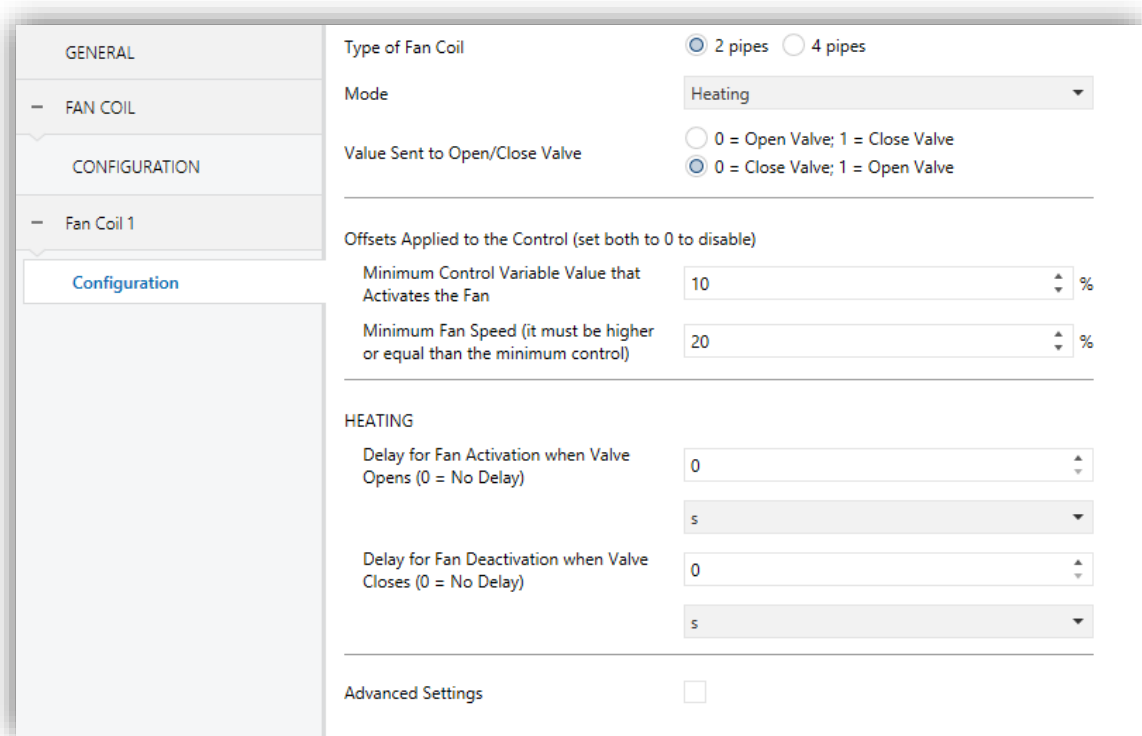 GENERAL
− FAN COIL
CONFIGURATION
− Fan Coil 1
Configuration
Type of Fan Coil
2 pipes 4 pipes
Mode
Heating
Value Sent to Open/Close Valve
0 = Open Valve; 1 = Close Valve
0 = Close Valve; 1 = Open Valve
Offsets Applied to the Control (set both to 0 to disable)
Minimum Control Variable Value that
Activates the Fan
10 %
Minimum Fan Speed (it must be higher
or equal than the minimum control)
20 %
HEATING
Delay for Fan Activation when Valve
Opens (0 = No Delay)
0
s
Delay for Fan Deactivation when Valve
Closes (0 = No Delay)
0
s
Advanced Settings